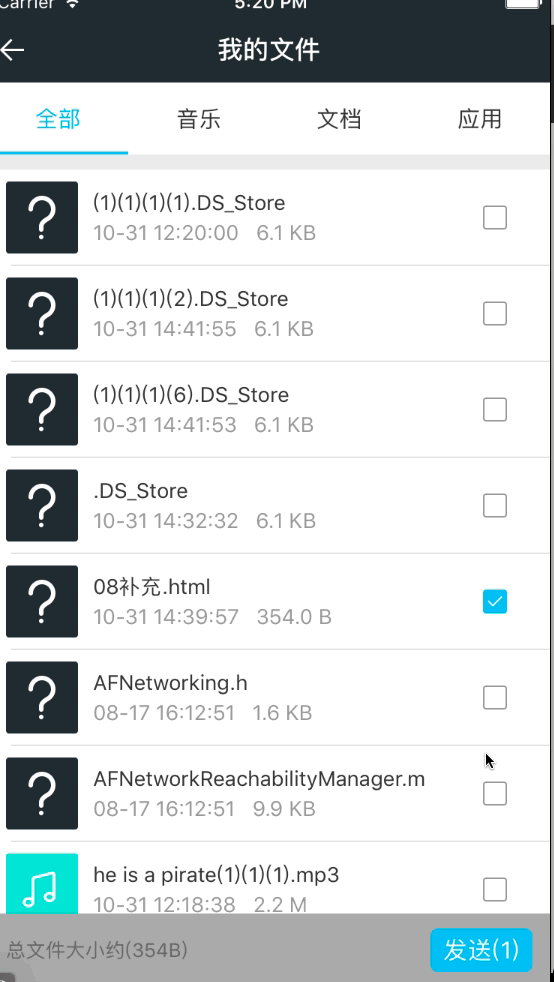 Carrier 5:20 PM
我的文件
全部 音乐 文档 应用
(1)(1)(1)(1).DS_Store
10-31 12:20:00 6.1 KB
(1)(1)(1)(2).DS_Store
10-31 14:41:55 6.1 KB
(1)(1)(1)(6).DS_Store
10-31 14:41:53 6.1 KB
.DS_Store
10-31 14:32:32 6.1 KB
08补充.html
10-31 14:39:57 354.0 B
AFNetworking.h
08-17 16:12:51 1.6 KB
AFNetworkReachabilityManager.m
08-17 16:12:51 9.9 KB
he is a pirate(1)(1)(1).mp3
10-31 12:18:38 2.2 M
总文件大小约(354B)
发送(1)